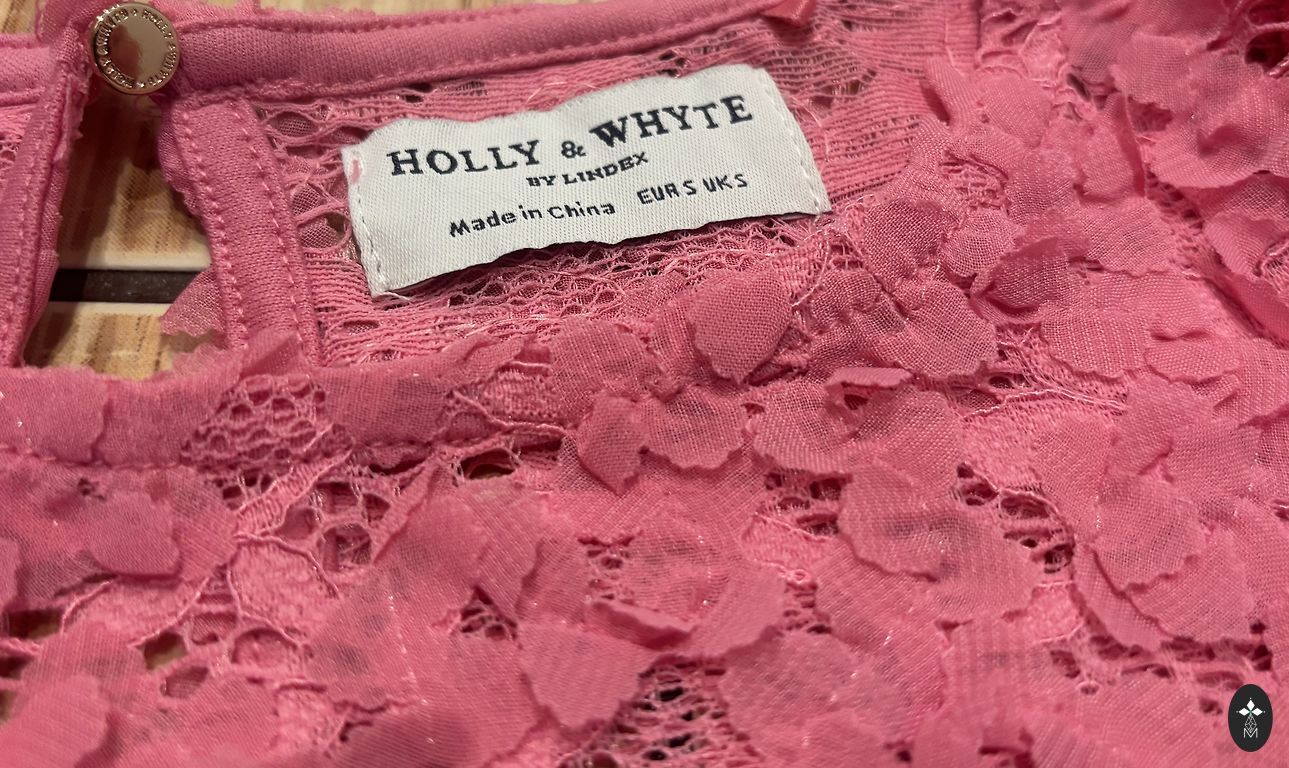 HOLLY & WHYTE
BY LINDEX
Made in China EUR S UK S
M